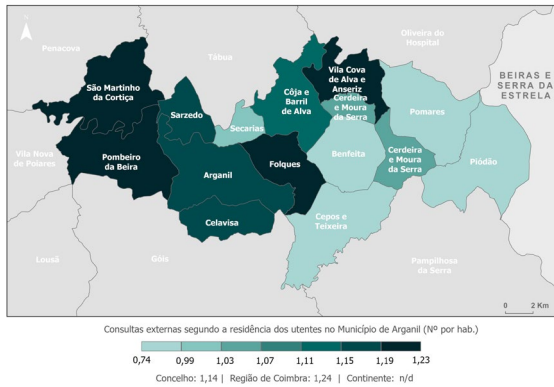 N
Oliveira do
Hospital
Penacova
Tábua
BEIRAS E
SERRA DA
ESTRELA
São Martinho
da Cortiça
Vila Cova
de Alva e
Anseriz
Côja e
Barril
de Alva
Cerdeira
e Moura
da Serra
Sarzedo
Pomares
Secarias
Vila Nova
de Poiares
Pombeiro
da Beira
Folques
Benfeita
Cerdeira
e Moura
da Serra
Piódão
Arganil
Celavisa
Cepos e
Teixeira
Lousã
Góis
Pampilhosa
da Serra
0 2 Km
Consultas externas segundo a residência dos utentes no Município de Arganil (Nº por hab.)
0,74 0,99 1,03 1,07 1,11 1,15 1,19 1,23
Concelho: 1,14 | Região de Coimbra: 1,24 | Continente: n/d